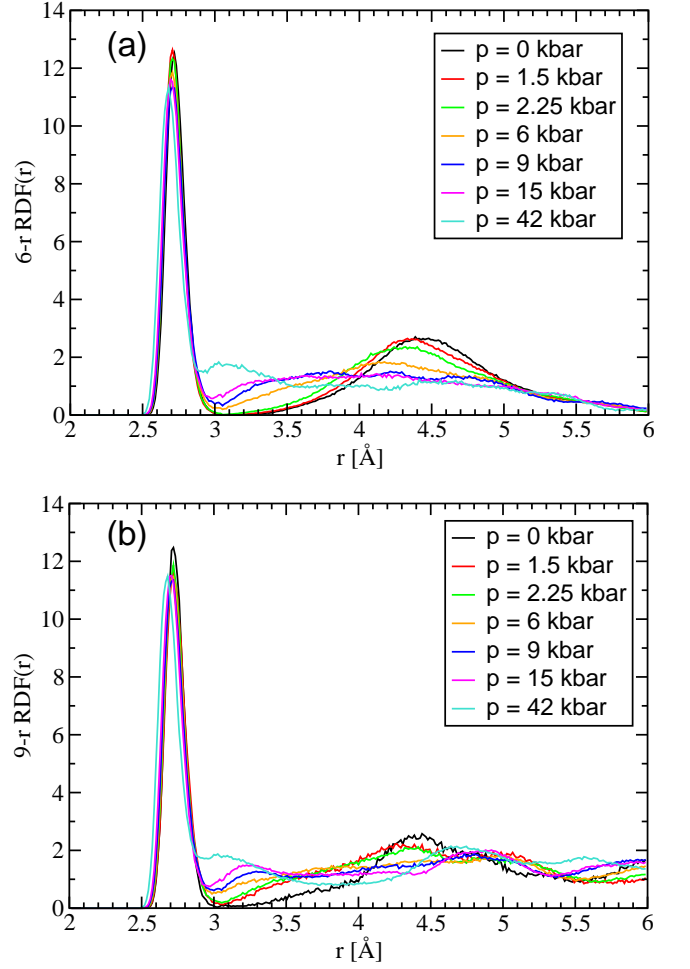 (a)
14
12
10
8
6
4
2
0
6-r RDF(r)
p = 0 kbar
p = 1.5 kbar
p = 2.25 kbar
p = 6 kbar
p = 9 kbar
p = 15 kbar
p = 42 kbar
2 2.5 3 3.5 4 4.5 5 5.5 6
r [Å]
(b)
14
12
10
8
6
4
2
0
9-r RDF(r)
p = 0 kbar
p = 1.5 kbar
p = 2.25 kbar
p = 6 kbar
p = 9 kbar
p = 15 kbar
p = 42 kbar
2 2.5 3 3.5 4 4.5 5 5.5 6
r [Å]